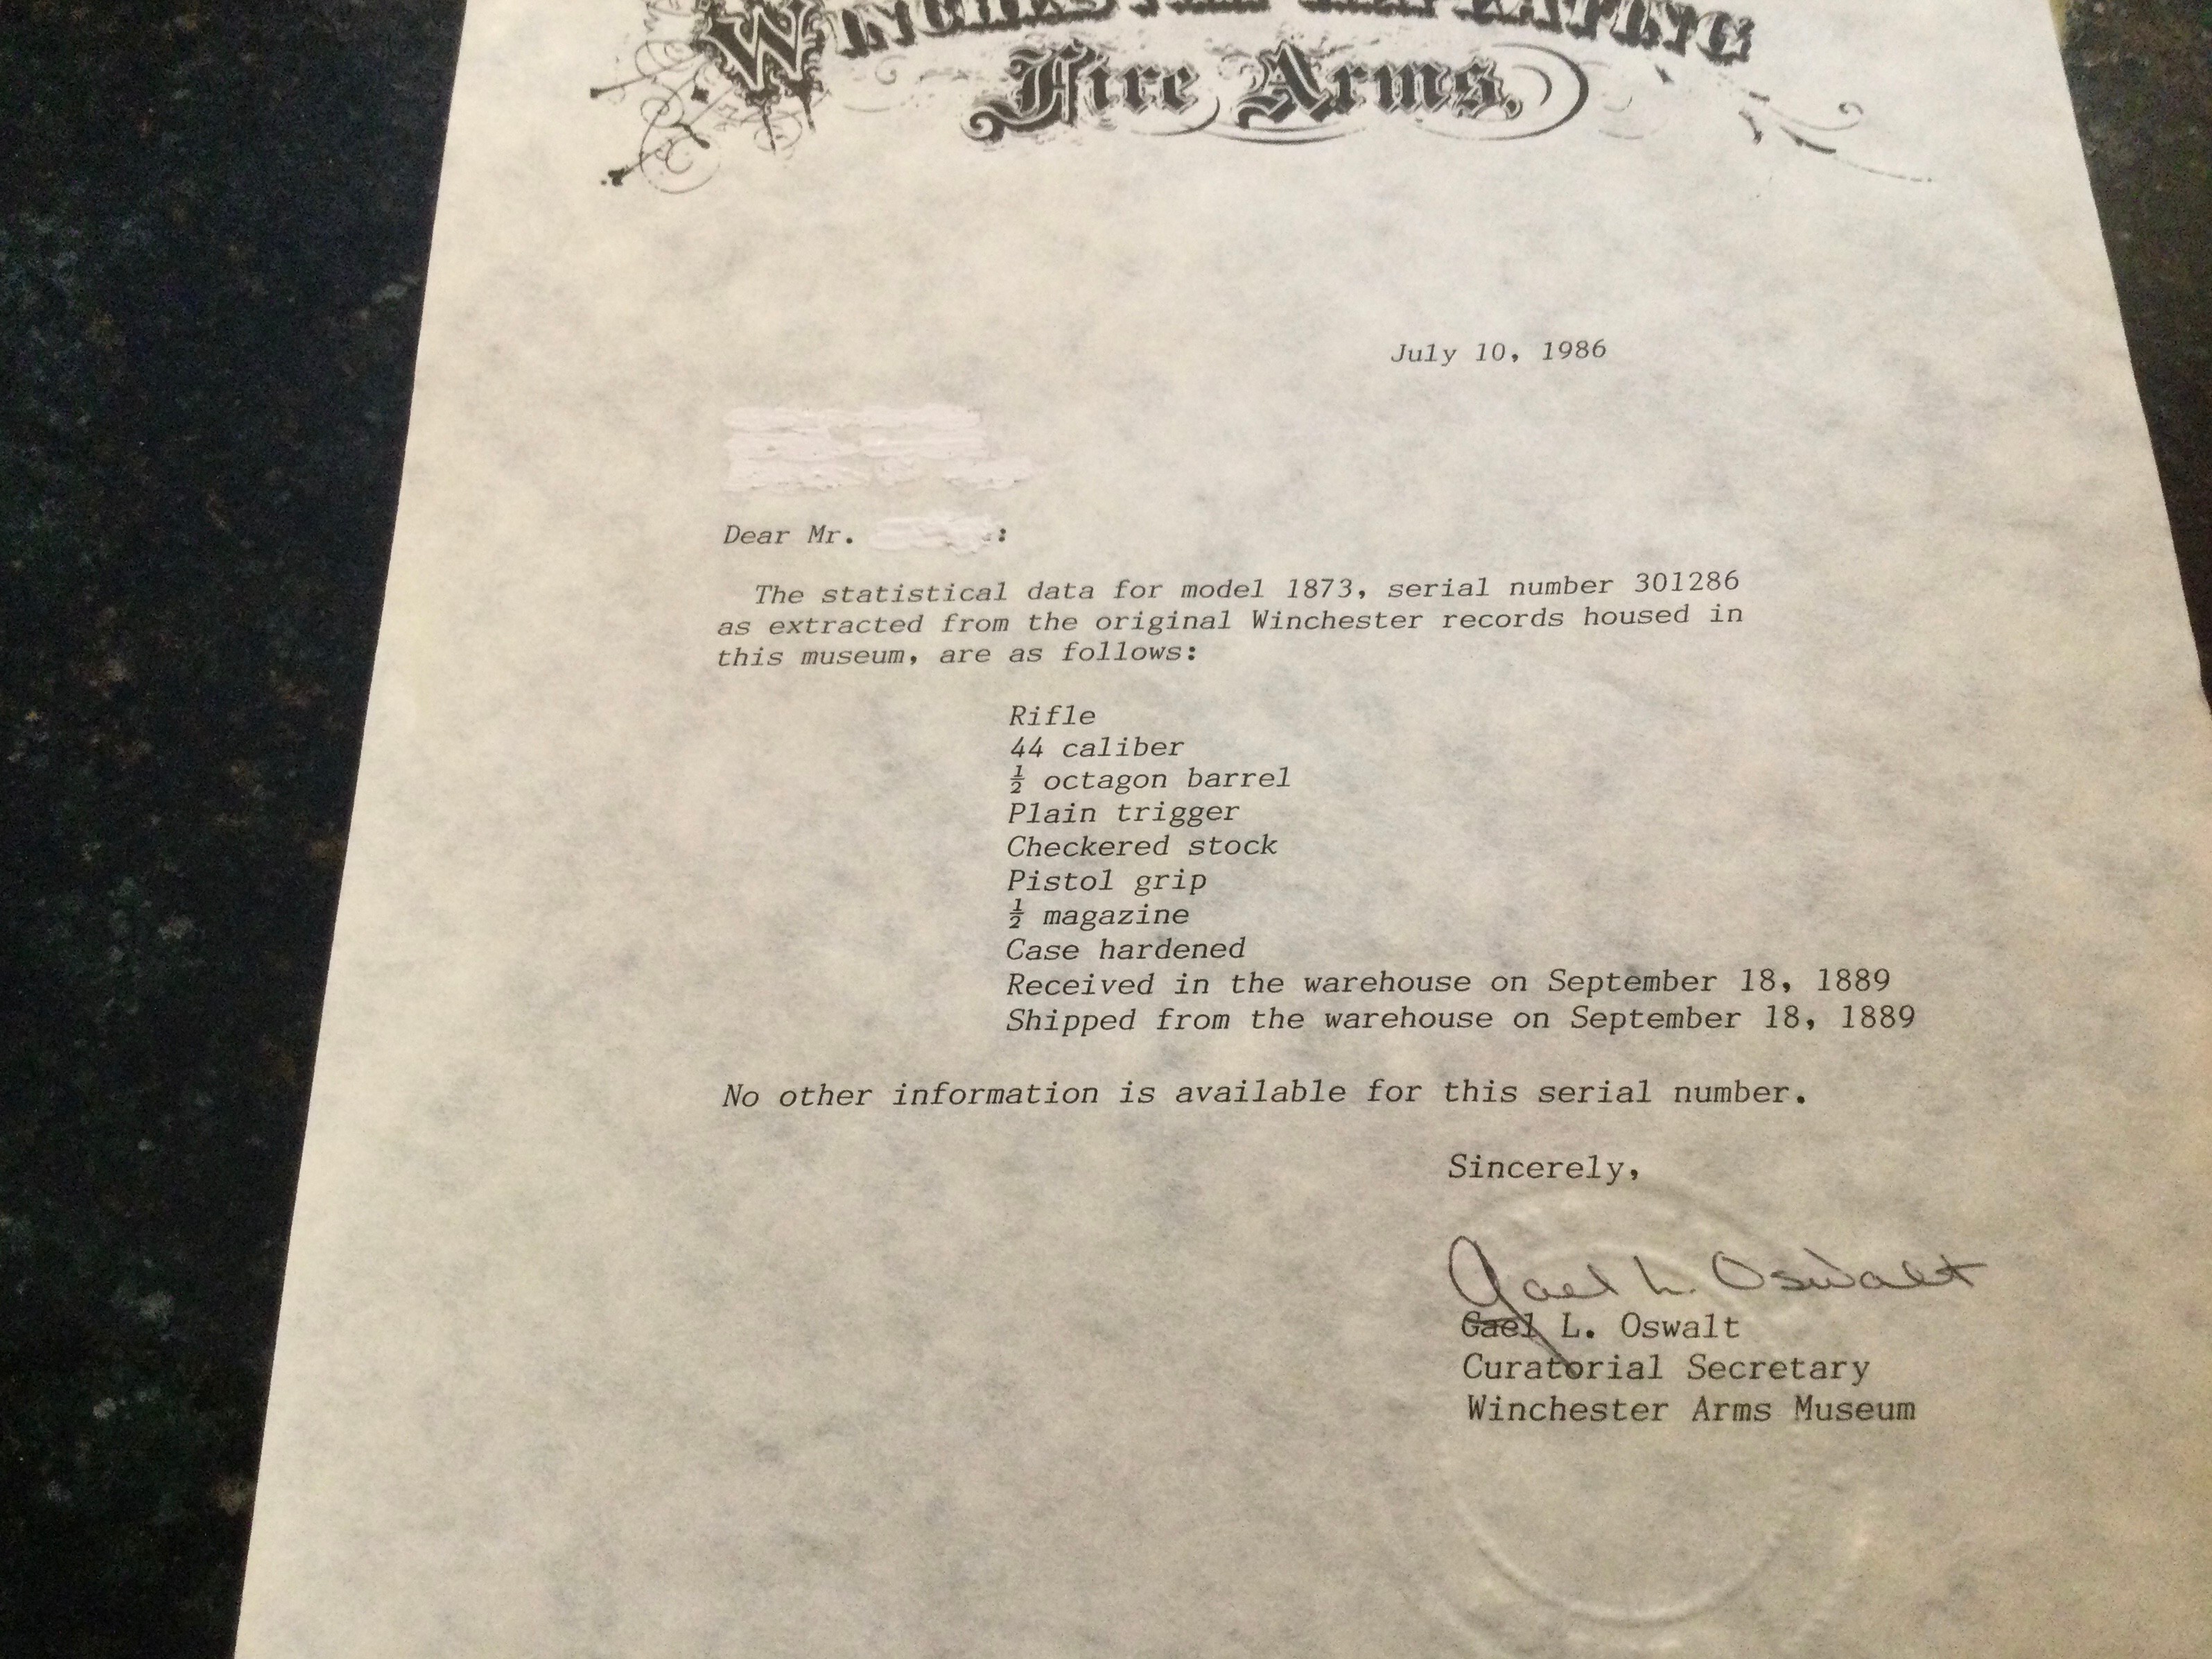 WINCHESTER REPEATING
Fire Arms,
July 10, 1986
Dear Mr. :
The statistical data for model 1873, serial number 301286
as extracted from the original Winchester records housed in
this museum, are as follows:
Rifle
44 caliber
½ octagon barrel
Plain trigger
Checkered stock
Pistol grip
½ magazine
Case hardened
Received in the warehouse on September 18, 1889
Shipped from the warehouse on September 18, 1889
No other information is available for this serial number.
Sincerely,
Gael L. Oswalt
Gael L. Oswalt
Curatorial Secretary
Winchester Arms Museum